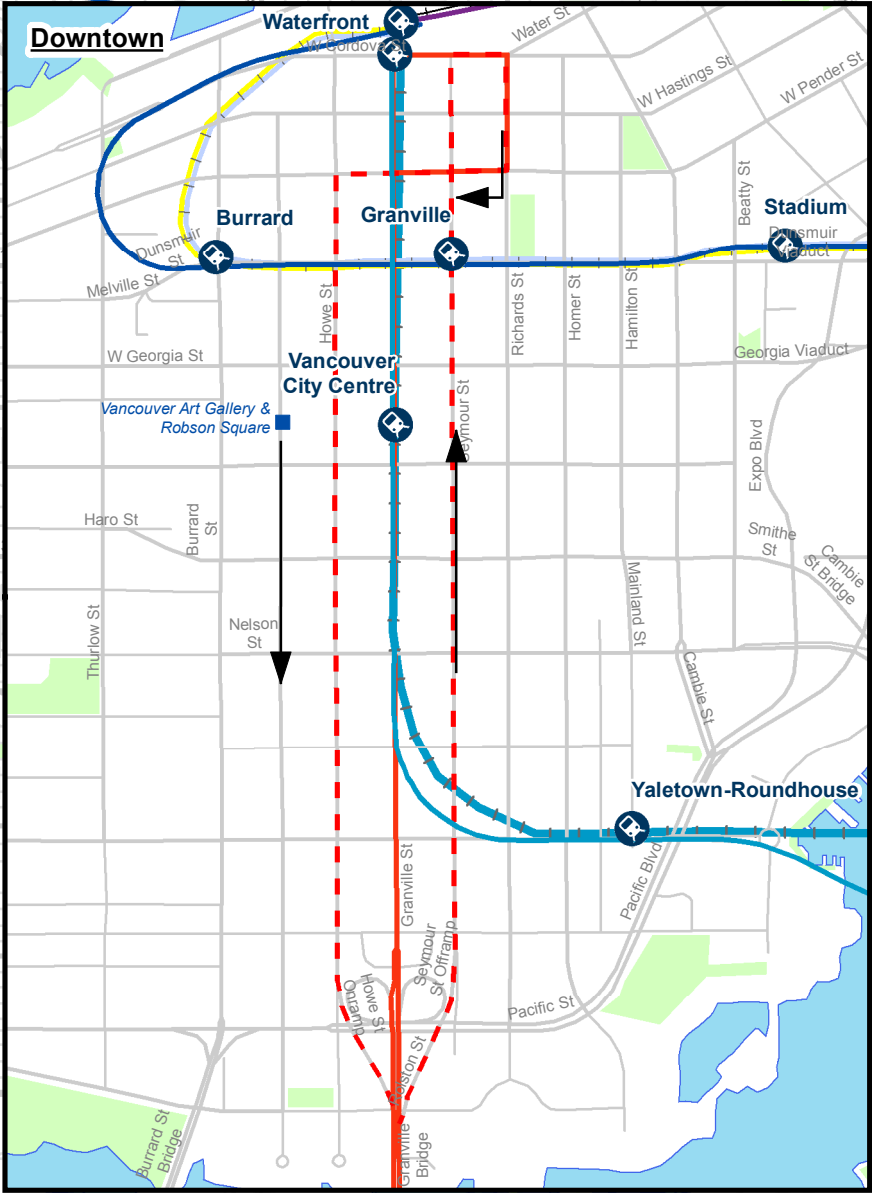 Downtown
Waterfront
W Cordova St
Water St
W Hastings St
W Pender St
Beatty St
Burrard
Granville
Stadium
Dunsmuir
Viaduct
Dunsmuir
St
Melville St
Howe St
Richards St
Homer St
Hamilton St
W Georgia St
Georgia Viaduct
Vancouver
City Centre
Seymour St
Vancouver Art Gallery &
Robson Square
Expo Blvd
Haro St
Burrard
St
Smithe
St
Cambie
St Bridge
Mainland St
Nelson
St
Thurlow St
Cambie St
Yaletown-Roundhouse
Granville St
Pacific Blvd
Seymour
St Offramp
Howe St
Onramp
Pacific St
Rolston St
Burrard St
Bridge
Granville
Bridge